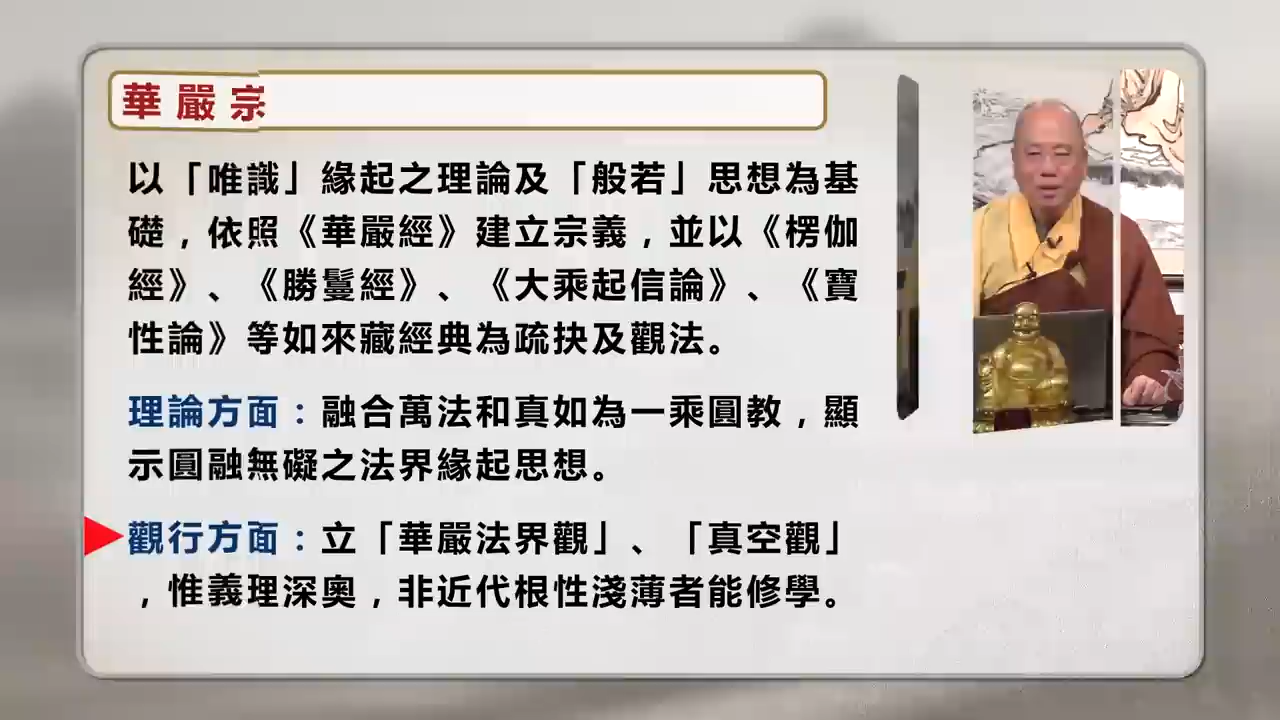 華嚴宗
以「唯識」緣起之理論及「般若」思想為基
礎，依照《華嚴經》建立宗義，並以《楞伽
經》、《勝鬘經》、《大乘起信論》、《寶
性論》等如來藏經典為疏抉及觀法。
理論方面：融合萬法和真如為一乘圓教，顯
示圓融無礙之法界緣起思想。
觀行方面：立「華嚴法界觀」、「真空觀」
，惟義理深奧，非近代根性淺薄者能修學。